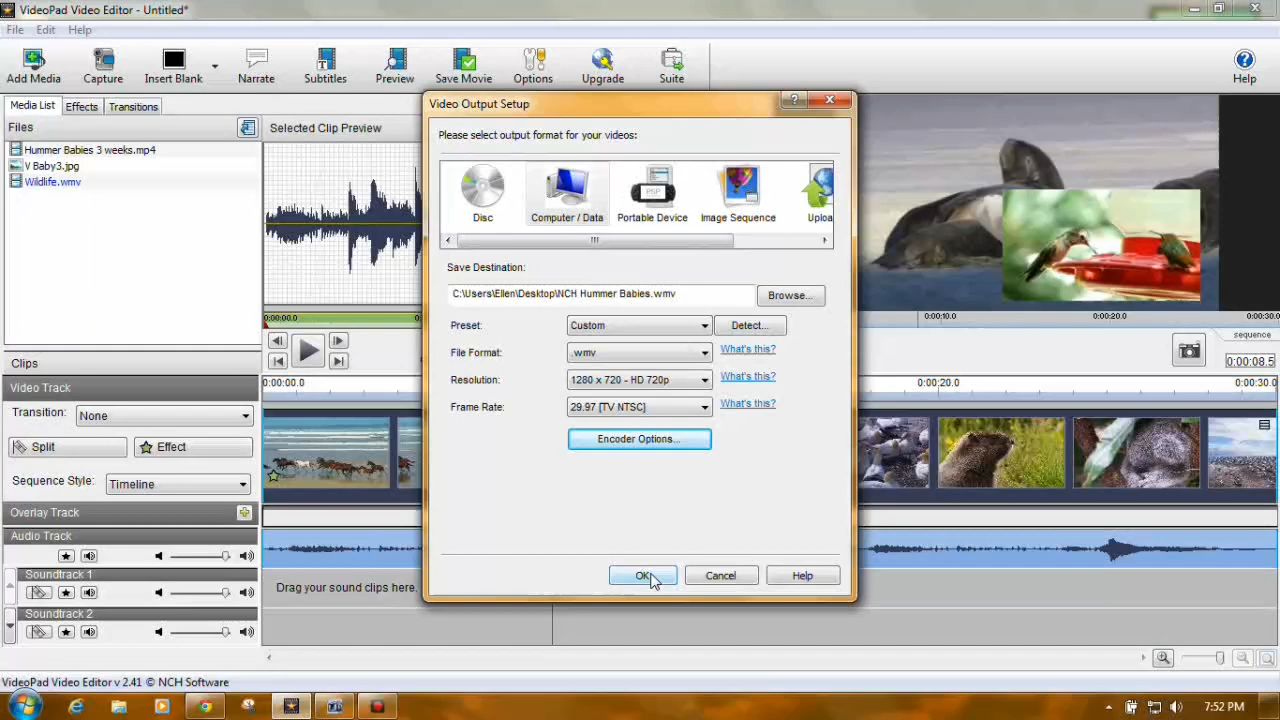 VideoPad Video Editor - Untitled*
File Edit Help
Add Media Capture Insert Blank Narrate Subtitles Preview Save Movie Options Upgrade Suite Help
Media List Effects Transitions
Files
Hummer Babies 3 weeks.mp4
V Baby3.jpg
Wildlife.wmv
Selected Clip Preview
0:00:00.0
Video Output Setup
Please select output format for your videos:
Disc Computer / Data Portable Device Image Sequence Uploa
PSP
Save Destination:
C:\Users\Ellen\Desktop\NCH Hummer Babies.wmv Browse...
Preset: Custom Detect...
File Format: .wmv What's this?
Resolution: 1280 x 720 - HD 720p What's this?
Frame Rate: 29.97 [TV NTSC] What's this?
Encoder Options...
OK Cancel Help
0:00:10.0 0:00:20.0 0:00:30.0
sequence
0:00:08.5
Clips
Video Track
Transition: None
Split Effect
Sequence Style: Timeline
0:00:00.0 0:00:20.0 0:00:30.0
Overlay Track
Audio Track
Soundtrack 1
Drag your sound clips here.
Soundtrack 2
VideoPad Video Editor v 2.41 © NCH Software
7:52 PM